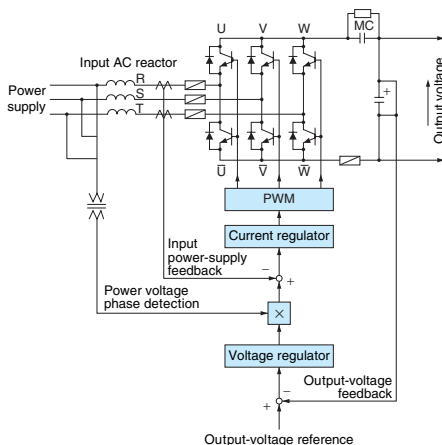 U V W
MC
Input AC reactor
R
Power
supply
S
T
+
Output voltage
U̅ V̅ W̅
PWM
Current regulator
Input
power-supply
feedback
− +
Power voltage
phase detection
×
Voltage regulator
Output-voltage
feedback
−
+
Output-voltage reference